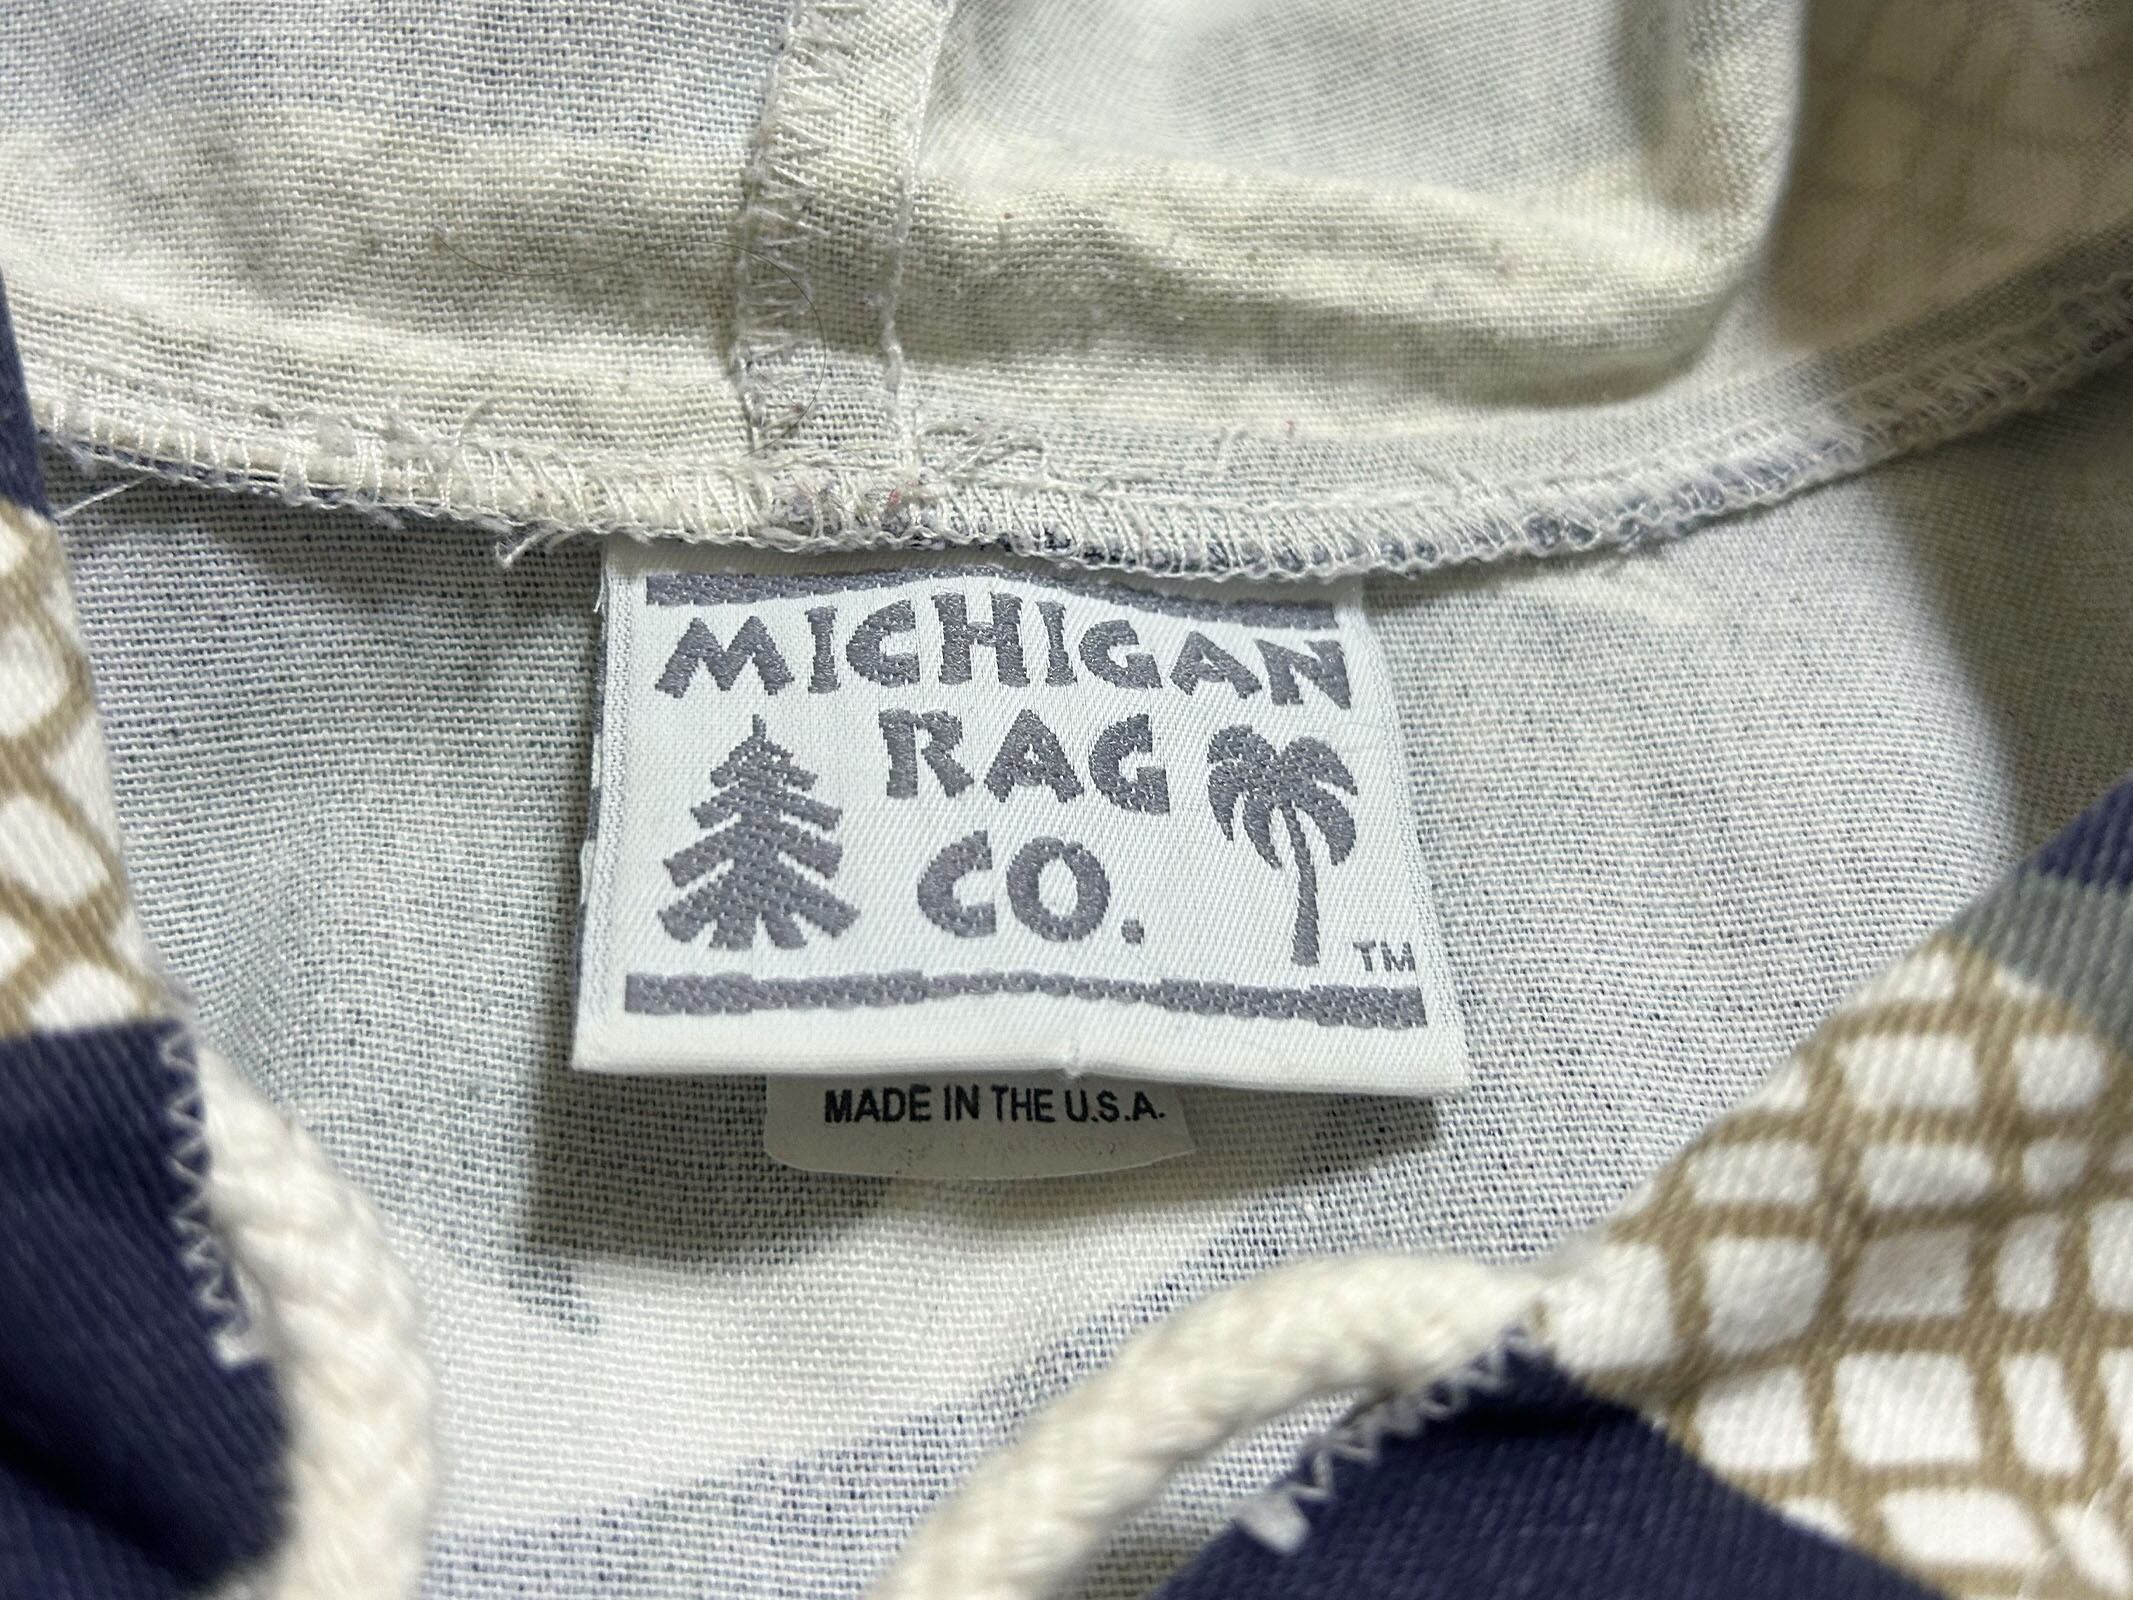 MICHIGAN
RAG
CO.
TM
MADE IN THE U.S.A.